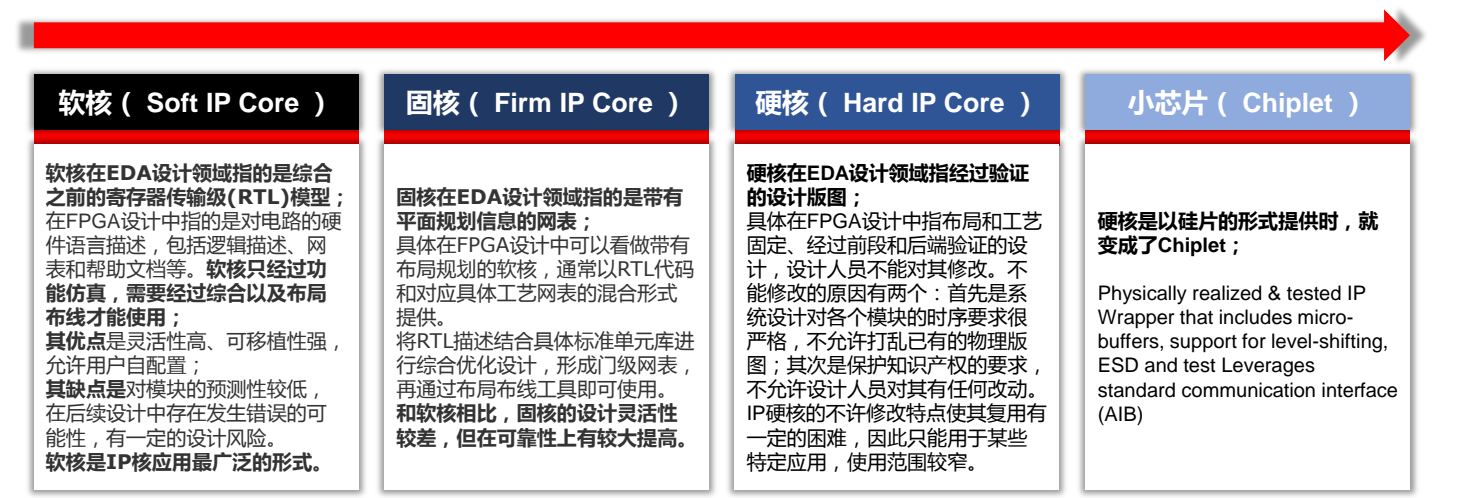 软核( Soft IP Core )
软核在EDA设计领域指的是综合
之前的寄存器传输级(RTL)模型;
在FPGA设计中指的是对电路的硬
件语言描述,包括逻辑描述、网
表和帮助文档等。软核只经过功
能仿真,需要经过综合以及布局
布线才能使用;
其优点是灵活性高、可移植性强,
允许用户自配置;
其缺点是对模块的预测性较低,
在后续设计中存在发生错误的可
能性,有一定的设计风险。
软核是IP核应用最广泛的形式。
固核( Firm IP Core )
固核在EDA设计领域指的是带有
平面规划信息的网表;
具体在FPGA设计中可以看做带有
布局规划的软核,通常以RTL代码
和对应具体工艺网表的混合形式
提供。
将RTL描述结合具体标准单元库进
行综合优化设计,形成门级网表,
再通过布局布线工具即可使用。
和软核相比,固核的设计灵活性
较差,但在可靠性上有较大提高。
硬核( Hard IP Core )
硬核在EDA设计领域指经过验证
的设计版图;
具体在FPGA设计中指布局和工艺
固定、经过前段和后端验证的设
计,设计人员不能对其修改。不
能修改的原因有两个:首先是系
统设计对各个模块的时序要求很
严格,不允许打乱已有的物理版
图;其次是保护知识产权的要求,
不允许设计人员对其有任何改动。
IP硬核的不许修改特点使其复用有
一定的困难,因此只能用于某些
特定应用,使用范围较窄。
小芯片( Chiplet )
硬核是以硅片的形式提供时,就
变成了Chiplet;
Physically realized & tested IP
Wrapper that includes micro-
buffers, support for level-shifting,
ESD and test Leverages
standard communication interface
(AIB)